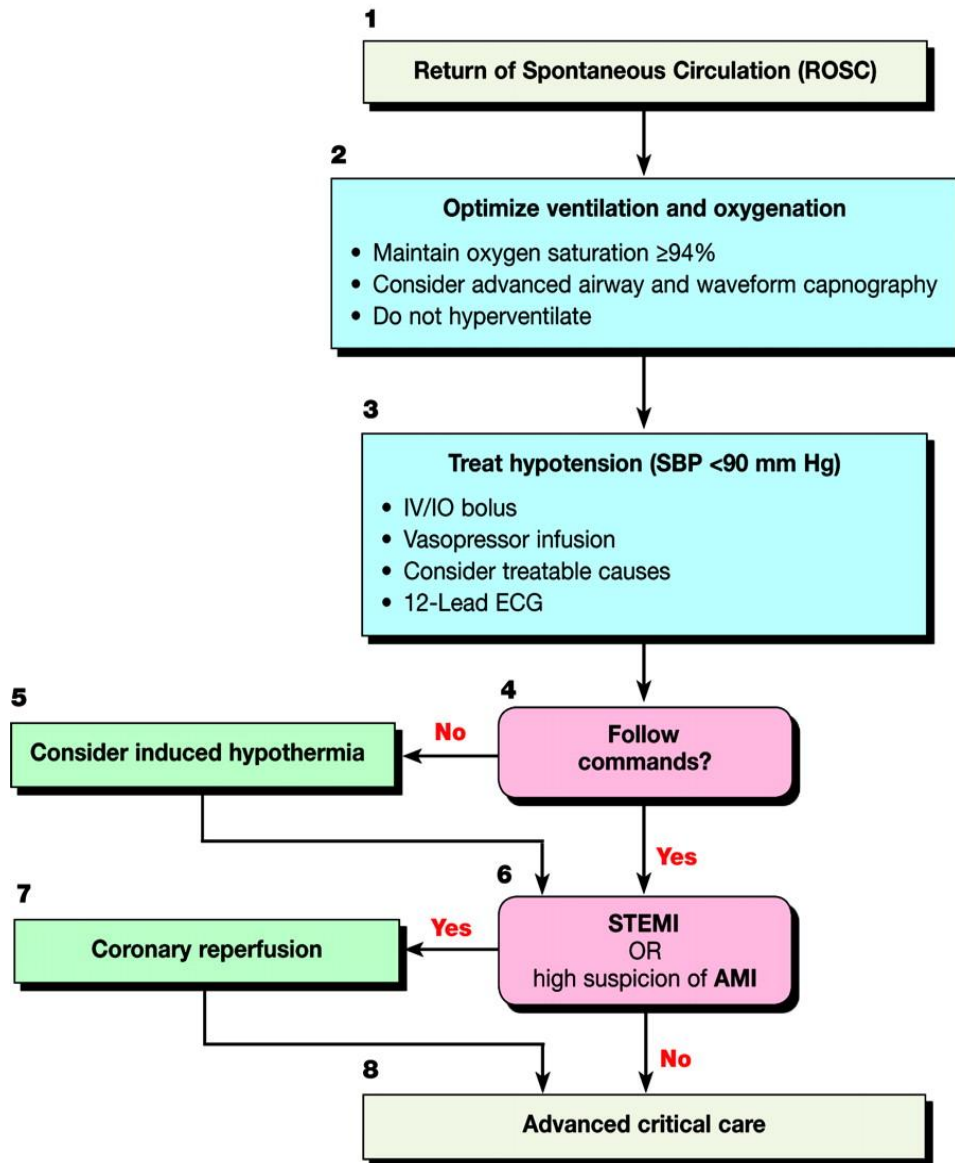 1
Return of Spontaneous Circulation (ROSC)
2
Optimize ventilation and oxygenation
• Maintain oxygen saturation ≥94%
• Consider advanced airway and waveform capnography
• Do not hyperventilate
3
Treat hypotension (SBP <90 mm Hg)
• IV/IO bolus
• Vasopressor infusion
• Consider treatable causes
• 12-Lead ECG
4
Follow
commands?
No
5
Consider induced hypothermia
Yes
6
STEMI
OR
high suspicion of AMI
Yes
7
Coronary reperfusion
No
8
Advanced critical care